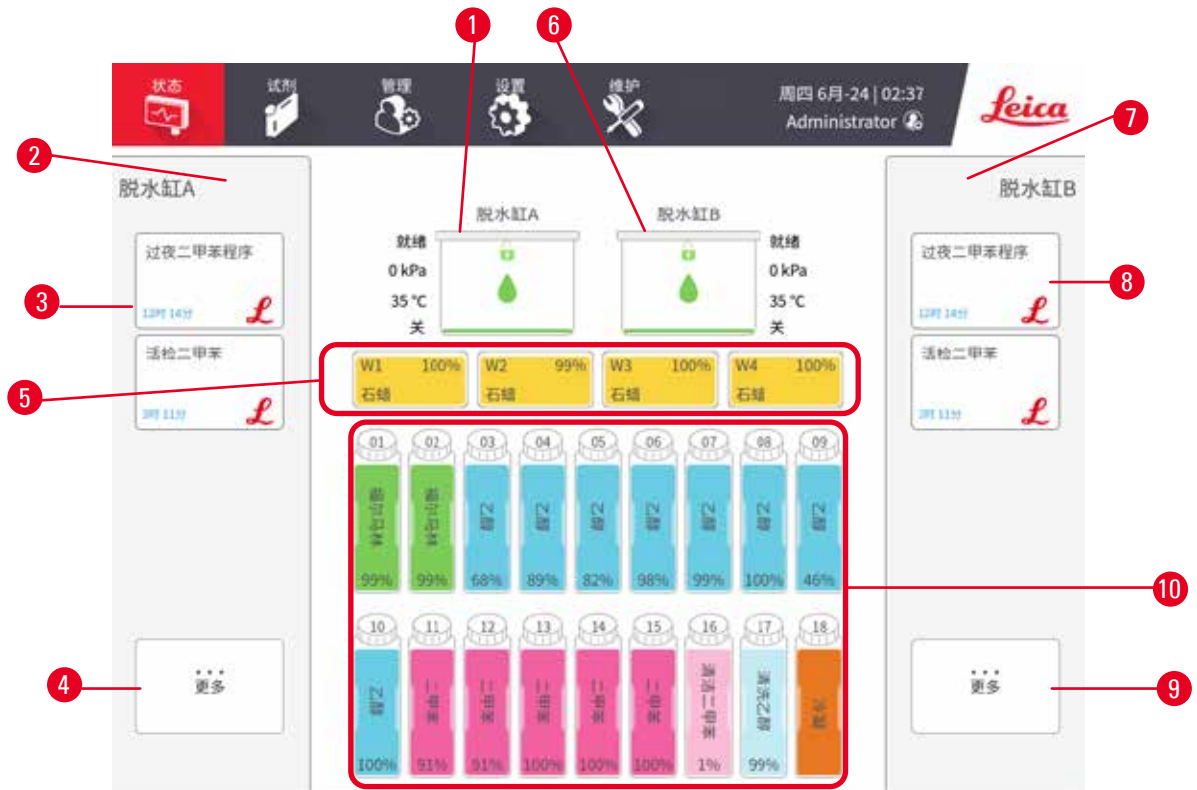 1
6
状态
试剂
管理
设置
维护
周四 6月-24 | 02:37
Administrator
Leica
7
2
脱水缸A
脱水缸B
脱水缸A
脱水缸B
就绪
0 kPa
35 °C
关
就绪
0 kPa
35 °C
关
过夜二甲苯程序
12时 14分
L
3
过夜二甲苯程序
12时 14分
L
8
活检二甲苯
3时 11分
L
活检二甲苯
3时 11分
L
5
W1 100%
石蜡
W2 99%
石蜡
W3 100%
石蜡
W4 100%
石蜡
01 02 03 04 05 06 07 08 09
福尔马林 福尔马林 乙醇 乙醇 乙醇 乙醇 乙醇 乙醇 乙醇
99% 99% 68% 89% 82% 98% 99% 100% 46%
10
10 11 12 13 14 15 16 17 18
乙醇 二甲苯 二甲苯 二甲苯 二甲苯 二甲苯 清洁二甲苯 清洗乙醇
100% 91% 91% 100% 100% 100% 1% 99%
4
... 更多
... 更多
9